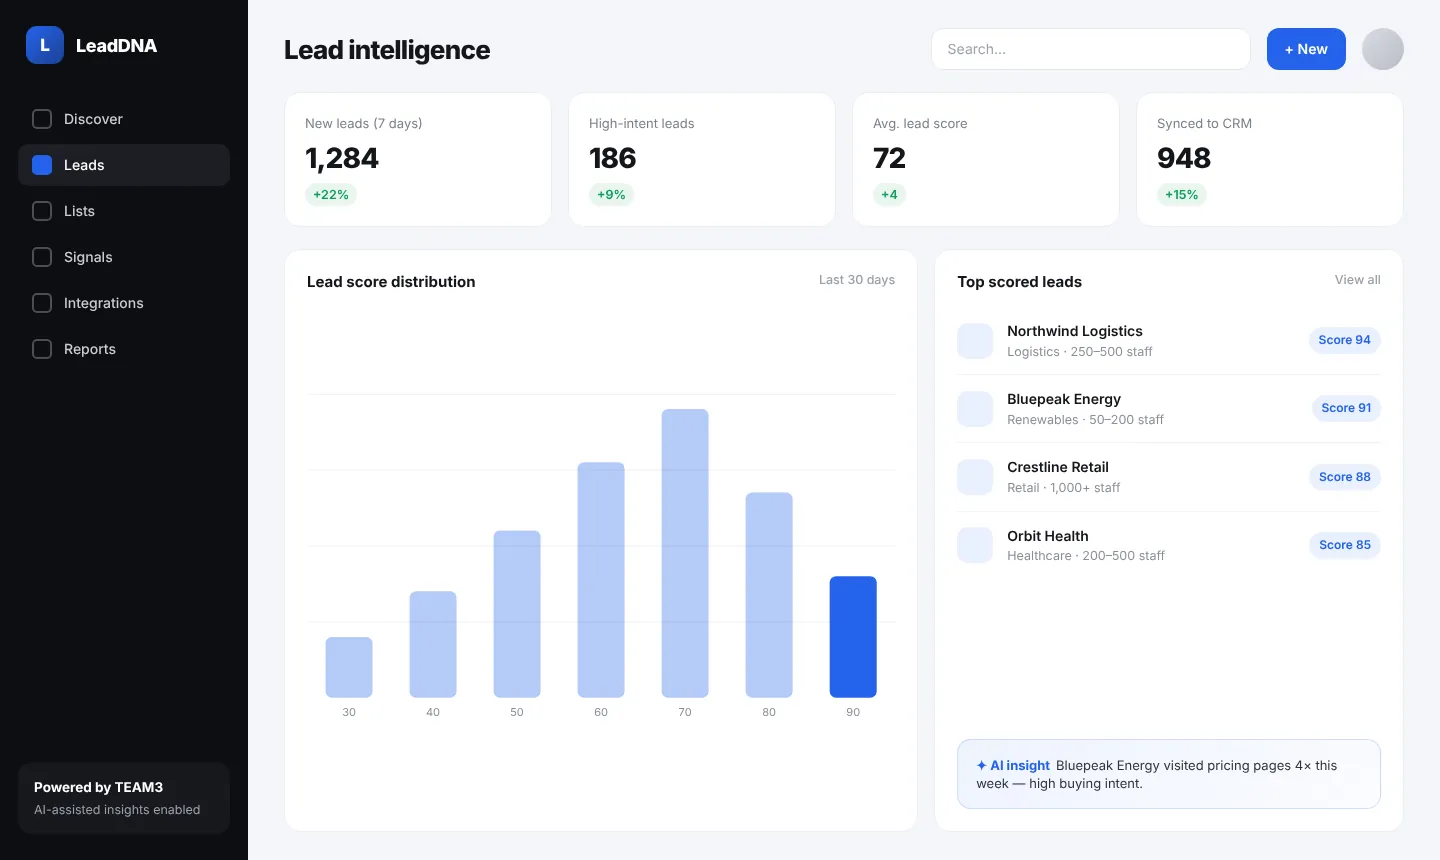 L
LeadDNA
Discover
Leads
Lists
Signals
Integrations
Reports
Powered by TEAM3
AI-assisted insights enabled
Lead intelligence
Search...
+ New
New leads (7 days)
1,284
+22%
High-intent leads
186
+9%
Avg. lead score
72
+4
Synced to CRM
948
+15%
Lead score distribution
Last 30 days
30
40
50
60
70
80
90
Top scored leads
View all
Northwind Logistics
Logistics · 250–500 staff
Score 94
Bluepeak Energy
Renewables · 50–200 staff
Score 91
Crestline Retail
Retail · 1,000+ staff
Score 88
Orbit Health
Healthcare · 200–500 staff
Score 85
✦ AI insight Bluepeak Energy visited pricing pages 4× this
week — high buying intent.